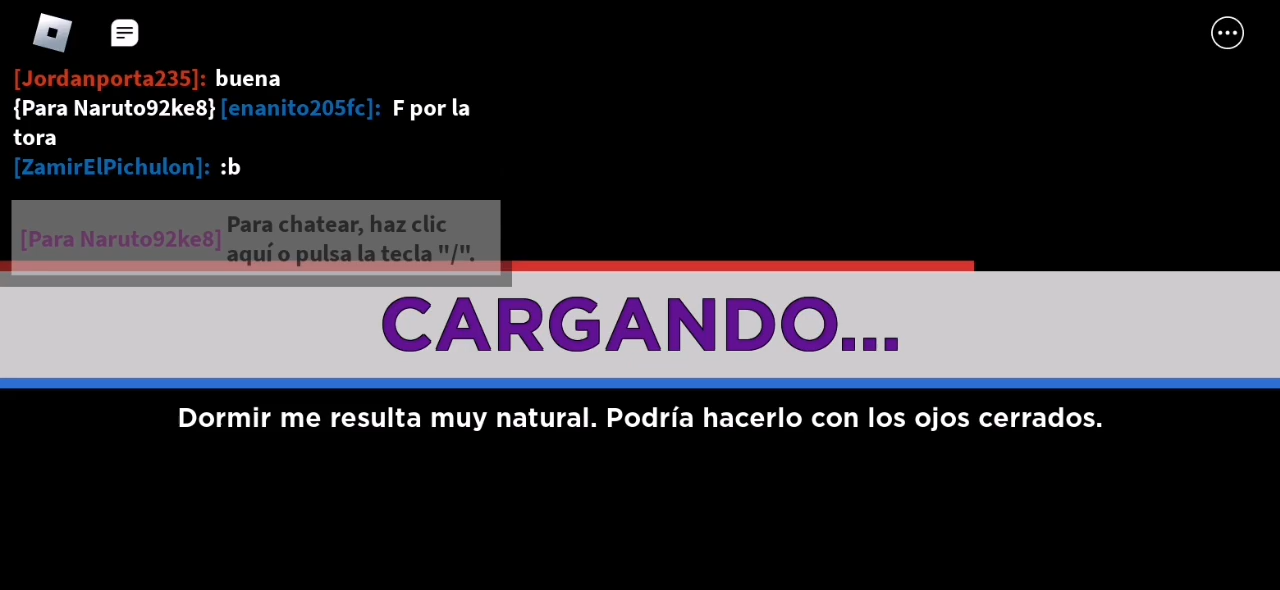 [Jordanporta235]: buena
{Para Naruto92ke8} [enanito205fc]: F por la
tora
[ZamirElPichulon]: :b
[Para Naruto92ke8] Para chatear, haz clic
aquí o pulsa la tecla "/".
CARGANDO...
Dormir me resulta muy natural. Podría hacerlo con los ojos cerrados.